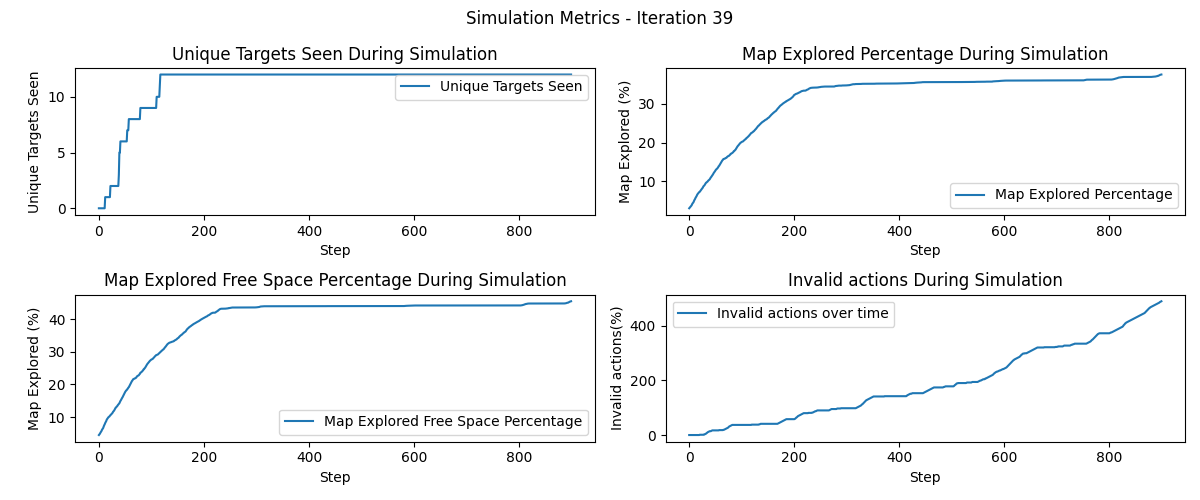 Simulation Metrics - Iteration 39
Unique Targets Seen During Simulation
Unique Targets Seen
10
5
0
Unique Targets Seen
0 200 400 600 800
Step
Map Explored Percentage During Simulation
Map Explored (%)
30
20
10
Map Explored Percentage
0 200 400 600 800
Step
Map Explored Free Space Percentage During Simulation
Map Explored (%)
40
30
20
10
Map Explored Free Space Percentage
0 200 400 600 800
Step
Invalid actions During Simulation
Invalid actions(%)
400
200
0
Invalid actions over time
0 200 400 600 800
Step